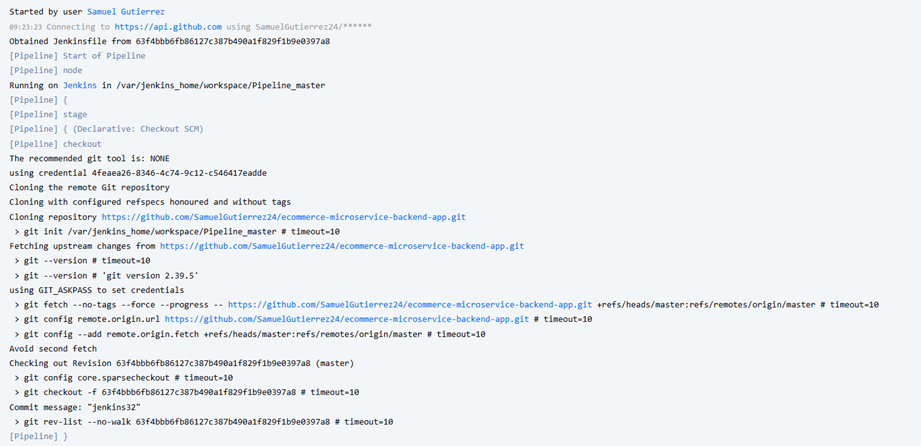 Started by user Samuel Gutierrez
09:23:23 Connecting to https://api.github.com using SamuelGutierrez24/******
Obtained Jenkinsfile from 63f4bbb6fb86127c387b490a1f829f1b9e0397a8
[Pipeline] Start of Pipeline
[Pipeline] node
Running on Jenkins in /var/jenkins_home/workspace/Pipeline_master
[Pipeline] {
[Pipeline] stage
[Pipeline] { (Declarative: Checkout SCM)
[Pipeline] checkout
The recommended git tool is: NONE
using credential 4feaea26-8346-4c74-9c12-c546417eadde
Cloning the remote Git repository
Cloning with configured refspecs honoured and without tags
Cloning repository https://github.com/SamuelGutierrez24/ecommerce-microservice-backend-app.git
> git init /var/jenkins_home/workspace/Pipeline_master # timeout=10
Fetching upstream changes from https://github.com/SamuelGutierrez24/ecommerce-microservice-backend-app.git
> git --version # timeout=10
> git --version # 'git version 2.39.5'
using GIT_ASKPASS to set credentials
> git fetch --no-tags --force --progress -- https://github.com/SamuelGutierrez24/ecommerce-microservice-backend-app.git +refs/heads/master:refs/remotes/origin/master # timeout=10
> git config remote.origin.url https://github.com/SamuelGutierrez24/ecommerce-microservice-backend-app.git # timeout=10
> git config --add remote.origin.fetch +refs/heads/master:refs/remotes/origin/master # timeout=10
Avoid second fetch
Checking out Revision 63f4bbb6fb86127c387b490a1f829f1b9e0397a8 (master)
> git config core.sparsecheckout # timeout=10
> git checkout -f 63f4bbb6fb86127c387b490a1f829f1b9e0397a8 # timeout=10
Commit message: "jenkins32"
> git rev-list --no-walk 63f4bbb6fb86127c387b490a1f829f1b9e0397a8 # timeout=10
[Pipeline] }